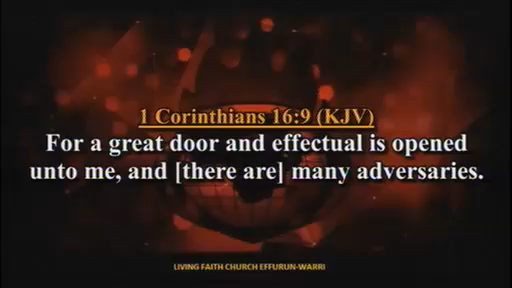 1 Corinthians 16:9 (KJV)
For a great door and effectual is opened
unto me, and [there are] many adversaries.
LIVING FAITH CHURCH EFFURUN-WARRI